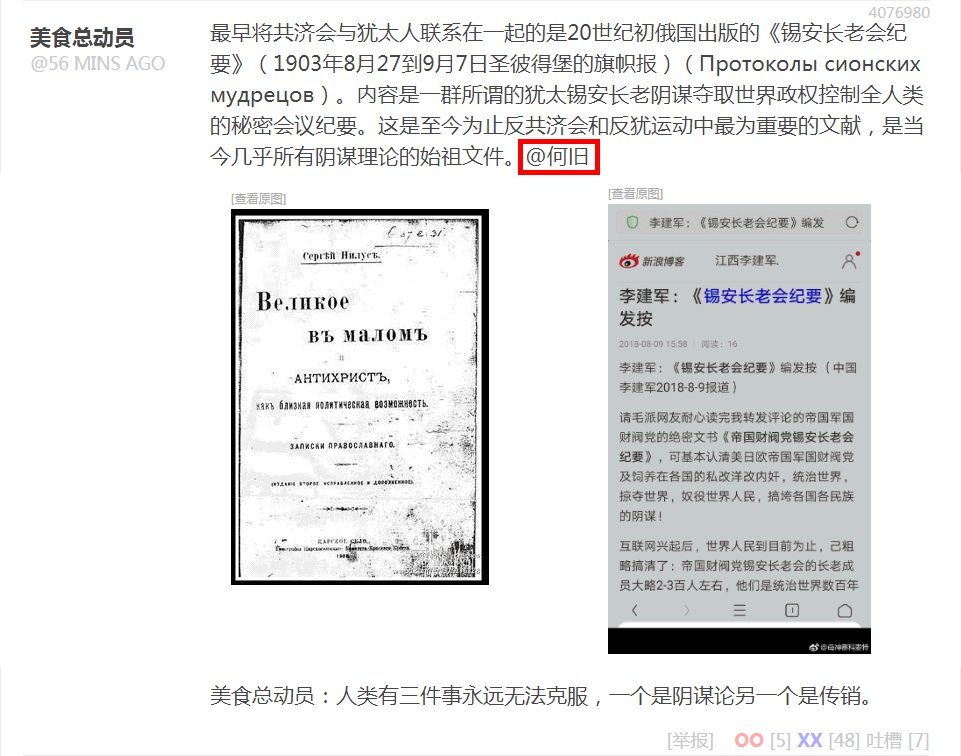 4076980
美食总动员
@56 MINS AGO
最早将共济会与犹太人联系在一起的是20世纪初俄国出版的《锡安长老会纪
要》（1903年8月27到9月7日圣彼得堡的旗帜报）（Протоколы сионских
мудрецов）。内容是一群所谓的犹太锡安长老阴谋夺取世界政权控制全人类
的秘密会议纪要。这是至今为止反共济会和反犹运动中最为重要的文献，是当
今几乎所有阴谋理论的始祖文件。@何旧
[查看原图]
Сергѣй Нилусъ.
Великое
въ маломъ
и
АНТИХРИСТЪ,
какъ близкая политическая возможность.
ЗАПИСКИ ПРАВОСЛАВНАГО.
(ИЗДАНІЕ ВТОРОЕ, ИСПРАВЛЕННОЕ И ДОПОЛНЕННОЕ).
ЦАРСКОЕ СЕЛО.
[查看原图]
李建军：《锡安长老会纪要》编发
新浪博客
江西李建军.
李建军：《锡安长老会纪要》编
发按
2018-08-09 15:58 | 阅读：16
李建军：《锡安长老会纪要》编发按（中国
李建军2018-8-9报道）
请毛派网友耐心读完我转发评论的帝国军国
财阀党的绝密文书《帝国财阀党锡安长老会
纪要》，可基本认清美日欧帝国军国财阀党
及饲养在各国的私改洋改内奸，统治世界，
掠夺世界，奴役世界人民，搞垮各国各民族
的阴谋！
互联网兴起后，世界人民到目前为止，己粗
略搞清了：帝国财阀党锡安长老会的长老成
员大略2-3百人左右，他们是统治世界数百年
美食总动员：人类有三件事永远无法克服，一个是阴谋论另一个是传销。
[举报] OO [5] XX [48] 吐槽 [7]